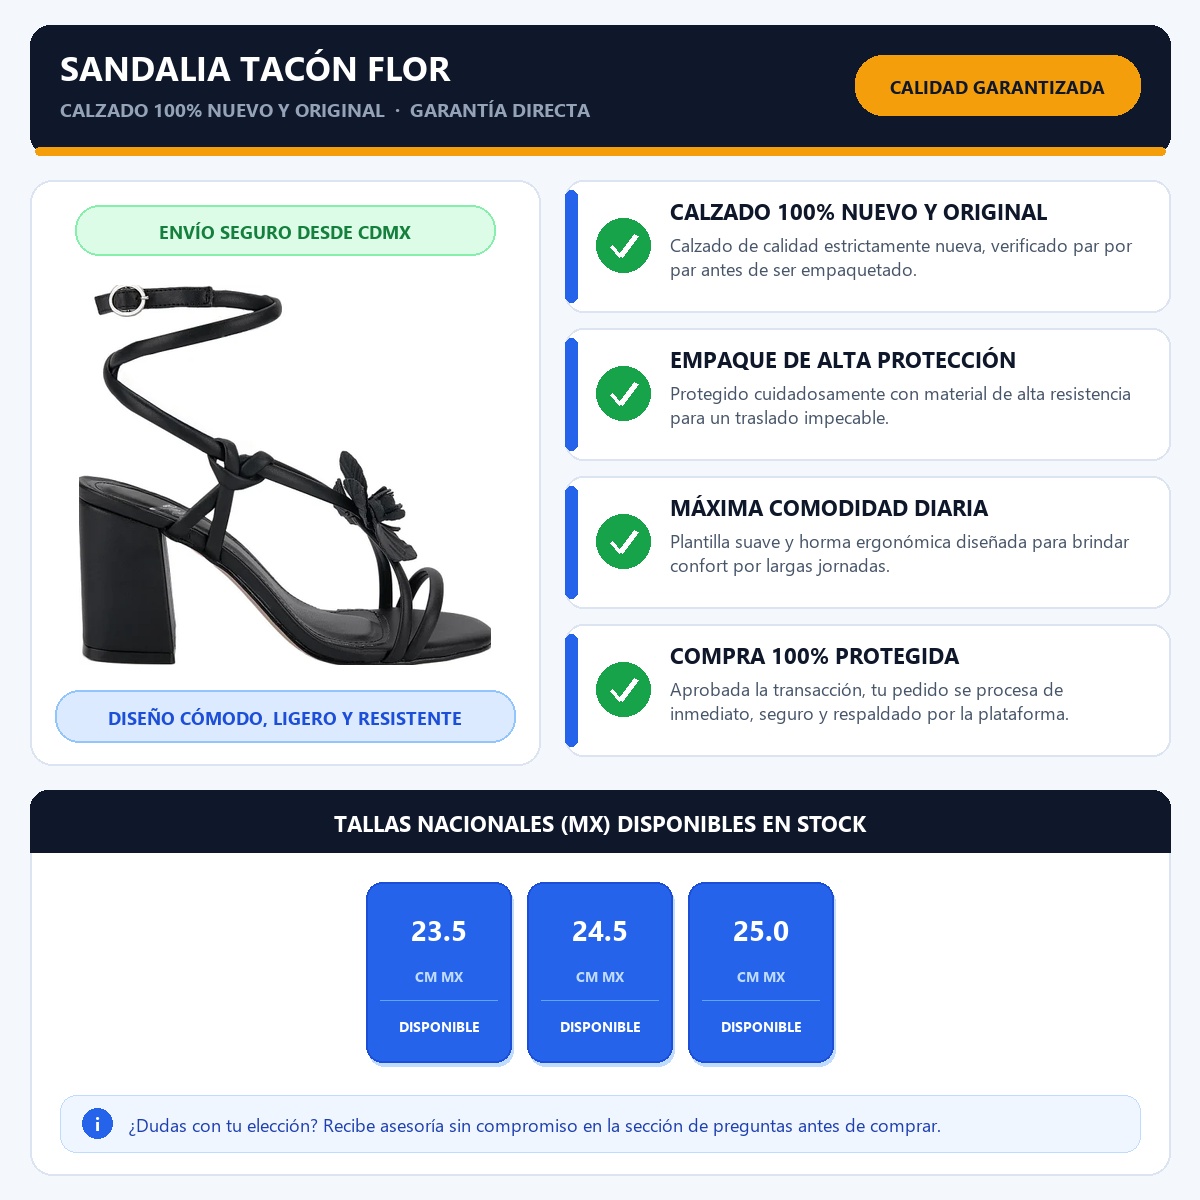 SANDALIA TACÓN FLOR
CALZADO 100% NUEVO Y ORIGINAL · GARANTÍA DIRECTA
CALIDAD GARANTIZADA
ENVÍO SEGURO DESDE CDMX
DISEÑO CÓMODO, LIGERO Y RESISTENTE
CALZADO 100% NUEVO Y ORIGINAL
Calzado de calidad estrictamente nueva, verificado par por
par antes de ser empaquetado.
EMPAQUE DE ALTA PROTECCIÓN
Protegido cuidadosamente con material de alta resistencia
para un traslado impecable.
MÁXIMA COMODIDAD DIARIA
Plantilla suave y horma ergonómica diseñada para brindar
confort por largas jornadas.
COMPRA 100% PROTEGIDA
Aprobada la transacción, tu pedido se procesa de
inmediato, seguro y respaldado por la plataforma.
TALLAS NACIONALES (MX) DISPONIBLES EN STOCK
23.5
CM MX
DISPONIBLE
24.5
CM MX
DISPONIBLE
25.0
CM MX
DISPONIBLE
¿Dudas con tu elección? Recibe asesoría sin compromiso en la sección de preguntas antes de comprar.